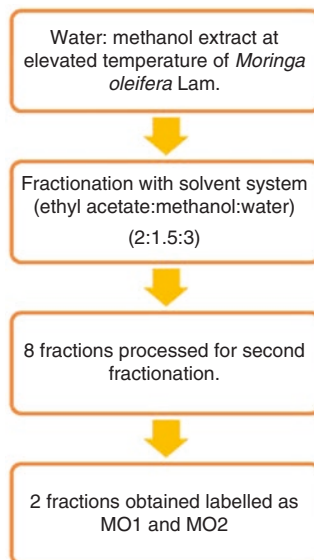 Water: methanol extract at
elevated temperature of Moringa
oleifera Lam.
Fractionation with solvent system
(ethyl acetate:methanol:water)
(2:1.5:3)
8 fractions processed for second
fractionation.
2 fractions obtained labelled as
MO1 and MO2